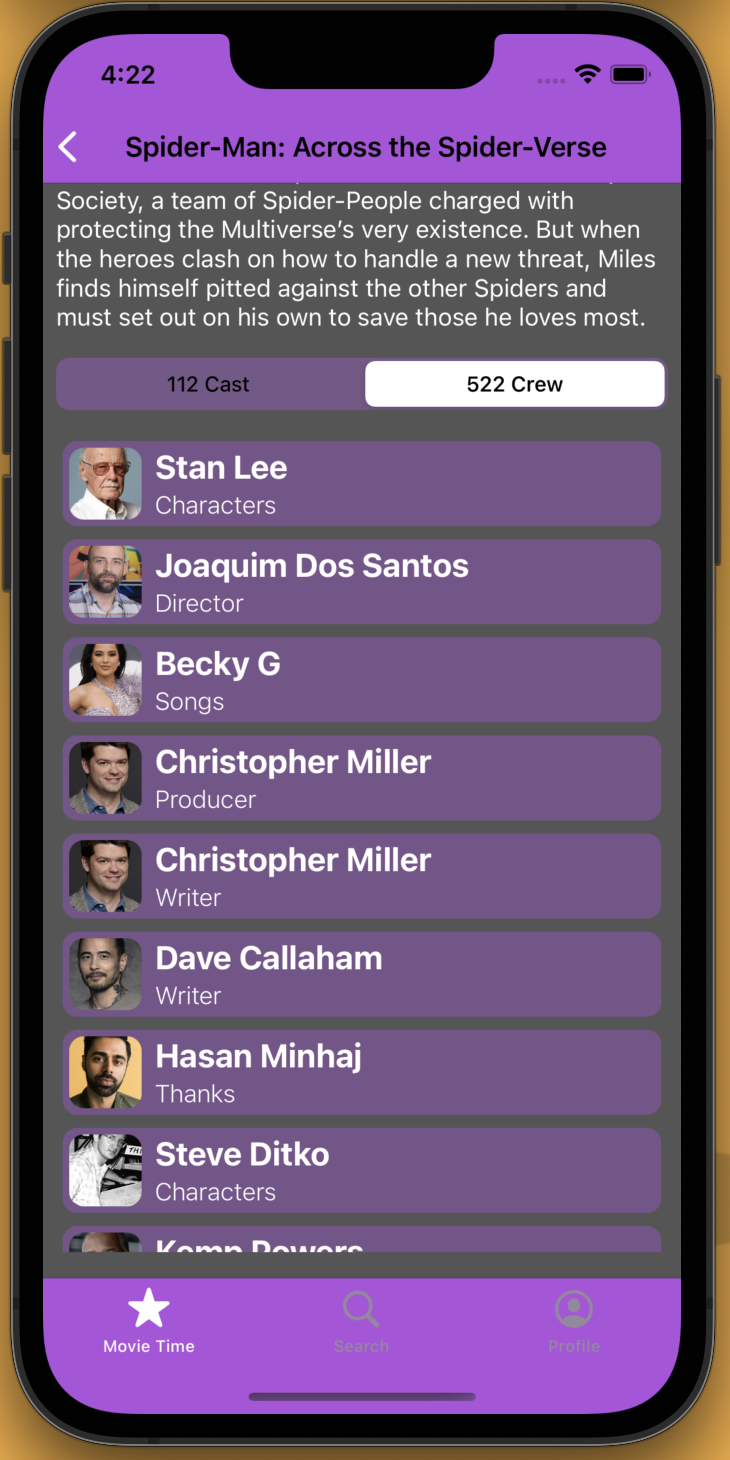 4:22
Spider-Man: Across the Spider-Verse
Society, a team of Spider-People charged with
protecting the Multiverse’s very existence. But when
the heroes clash on how to handle a new threat, Miles
finds himself pitted against the other Spiders and
must set out on his own to save those he loves most.
112 Cast
522 Crew
Stan Lee
Characters
Joaquim Dos Santos
Director
Becky G
Songs
Christopher Miller
Producer
Christopher Miller
Writer
Dave Callaham
Writer
Hasan Minhaj
Thanks
Steve Ditko
Characters
Kemp Powers
Movie Time
Search
Profile